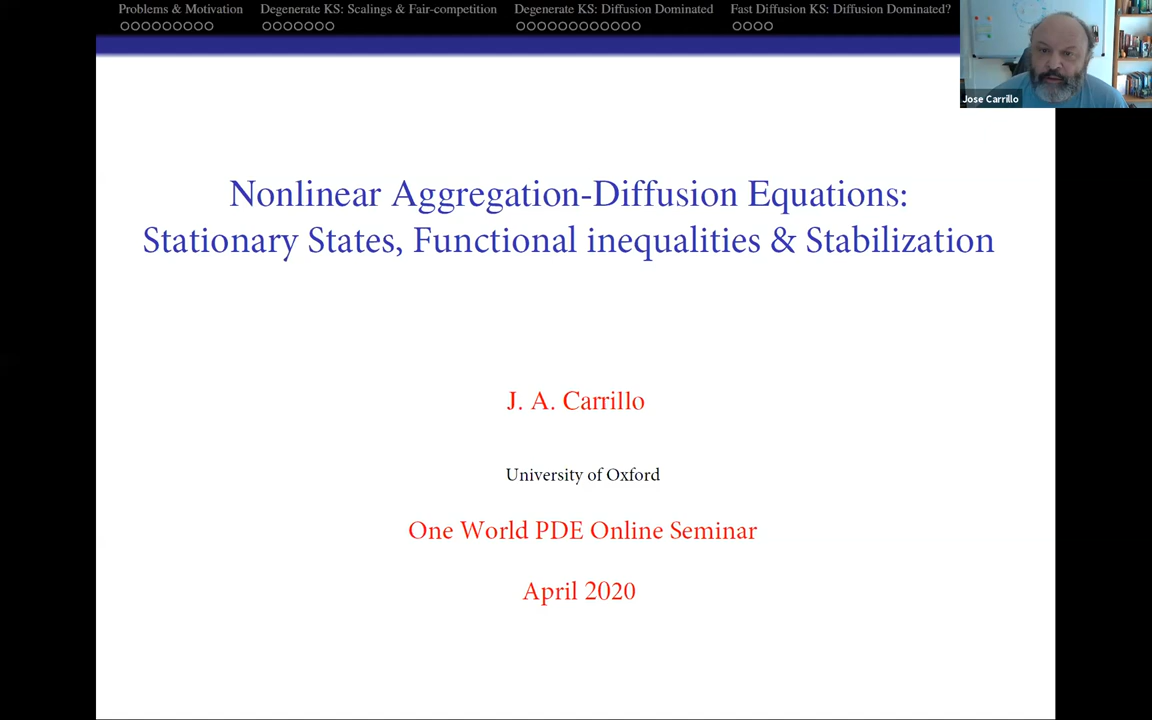 Problems & Motivation
Degenerate KS: Scalings & Fair-competition
Degenerate KS: Diffusion Dominated
Fast Diffusion KS: Diffusion Dominated?
Jose Carrillo
Nonlinear Aggregation-Diffusion Equations:
Stationary States, Functional inequalities & Stabilization
J. A. Carrillo
University of Oxford
One World PDE Online Seminar
April 2020